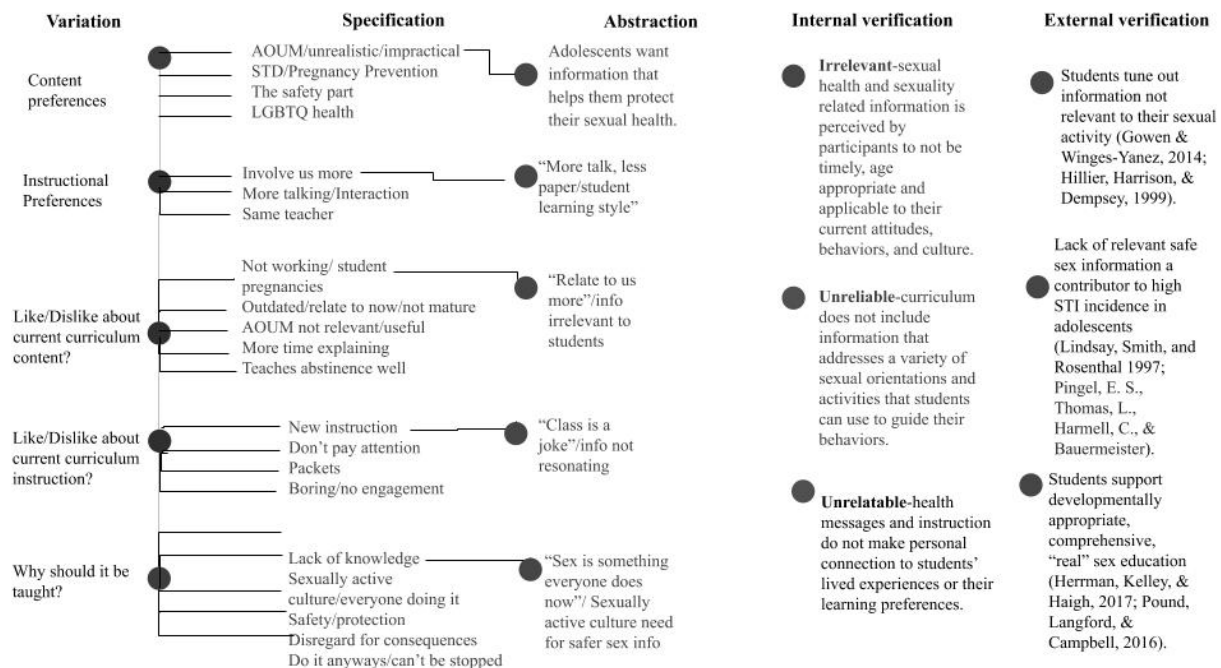 Variation
Specification
Abstraction
Internal verification
External verification
Content
preferences
AOUM/unrealistic/impractical
STD/Pregnancy Prevention
The safety part
LGBTQ health
Adolescents want
information that
helps them protect
their sexual health.
Instructional
Preferences
Involve us more
More talking/Interaction
Same teacher
“More talk, less
paper/student
learning style”
Like/Dislike about
current curriculum
content?
Not working/ student
pregnancies
Outdated/relate to now/not mature
AOUM not relevant/useful
More time explaining
Teaches abstinence well
“Relate to us
more”/info
irrelevant to
students
Like/Dislike about
current curriculum
instruction?
New instruction
Don’t pay attention
Packets
Boring/no engagement
“Class is a
joke”/info not
resonating
Why should it be
taught?
Lack of knowledge
Sexually active
culture/everyone doing it
Safety/protection
Disregard for consequences
Do it anyways/can’t be stopped
“Sex is something
everyone does
now”/ Sexually
active culture need
for safer sex info
Irrelevant-sexual
health and sexuality
related information is
perceived by
participants to not be
timely, age
appropriate and
applicable to their
current attitudes,
behaviors, and culture.
Unreliable-curriculum
does not include
information that
addresses a variety of
sexual orientations and
activities that students
can use to guide their
behaviors.
Unrelatable-health
messages and instruction
do not make personal
connection to students’
lived experiences or their
learning preferences.
Students tune out
information not
relevant to their sexual
activity (Gowen &
Winges-Yanez, 2014;
Hillier, Harrison, &
Dempsey, 1999).
Lack of relevant safe
sex information a
contributor to high
STI incidence in
adolescents
(Lindsay, Smith, and
Rosenthal 1997;
Pingel, E. S.,
Thomas, L.,
Harmell, C., &
Bauermeister).
Students support
developmentally
appropriate,
comprehensive,
“real” sex education
(Herrman, Kelley, &
Haigh, 2017; Pound,
Langford, &
Campbell, 2016).